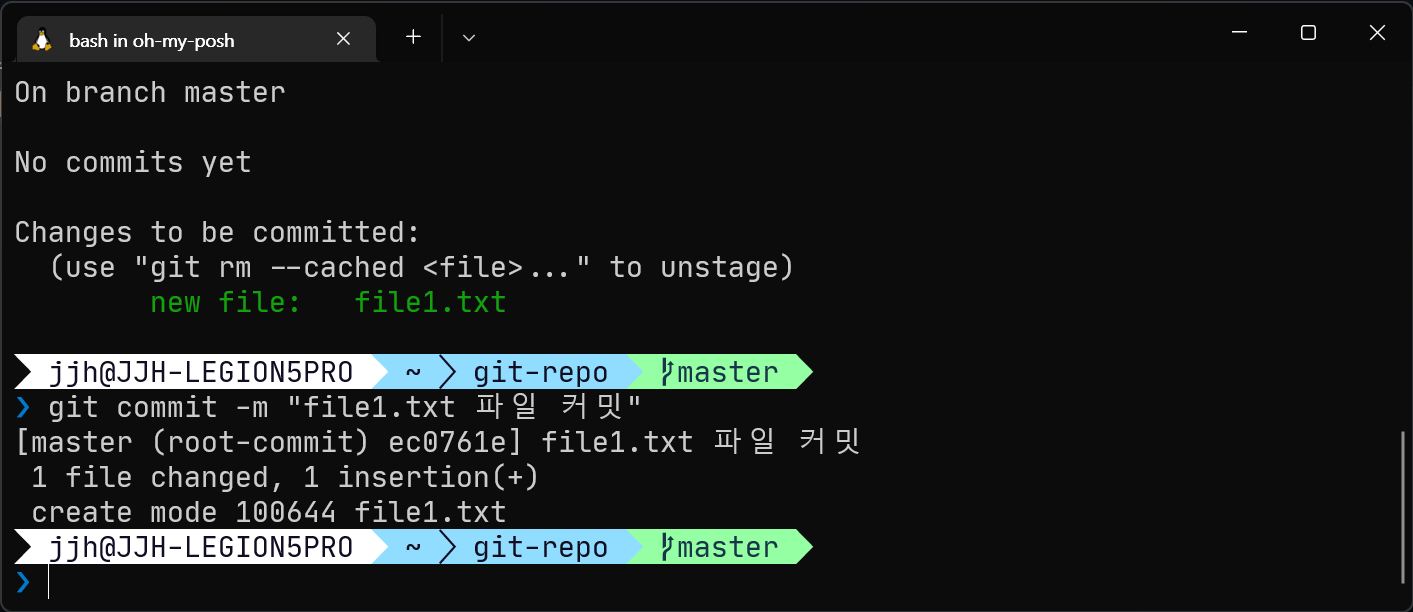 bash in oh-my-posh
On branch master
No commits yet
Changes to be committed:
(use "git rm --cached <file>..." to unstage)
new file: file1.txt
jjh@JJH-LEGION5PRO ~ git-repo master
❯ git commit -m "file1.txt 파일 커밋"
[master (root-commit) ec0761e] file1.txt 파일 커밋
1 file changed, 1 insertion(+)
create mode 100644 file1.txt
jjh@JJH-LEGION5PRO ~ git-repo master
❯